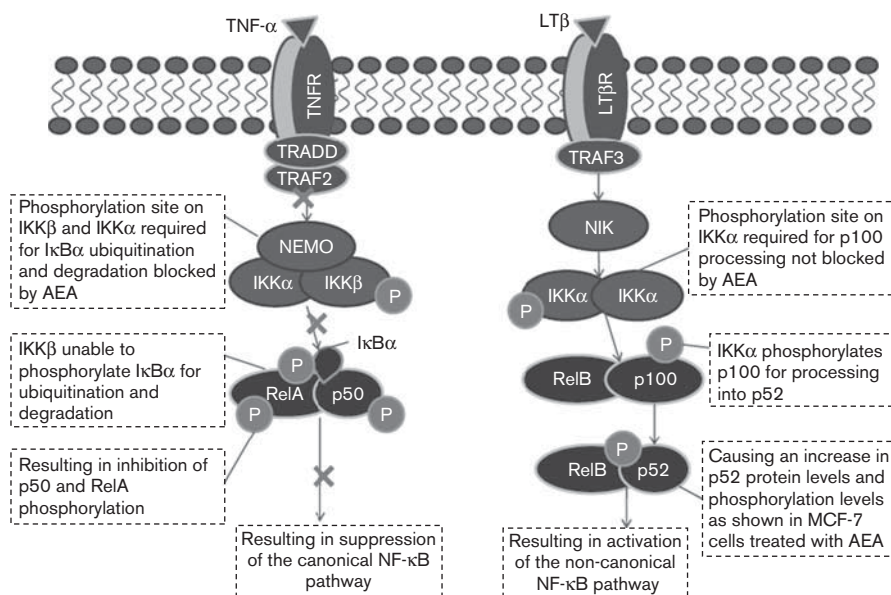 TNF-α
TNFR
TRADD
TRAF2
Phosphorylation site on
IKKβ and IKKα required
for IκBα ubiquitination
and degradation blocked
by AEA
NEMO
IKKα
IKKβ
P
IκBα
IKKβ unable to
phosphorylate IκBα for
ubiquitination and
degradation
P
RelA
p50
P
P
Resulting in inhibition of
p50 and RelA
phosphorylation
Resulting in suppression
of the canonical NF-κB
pathway
LTβ
LTβR
TRAF3
NIK
Phosphorylation site on
IKKα required for p100
processing not blocked
by AEA
IKKα
IKKα
P
P
RelB
p100
IKKα phosphorylates
p100 for processing
into p52
P
RelB
p52
Causing an increase in
p52 protein levels and
phosphorylation levels
as shown in MCF-7
cells treated with AEA
Resulting in activation
of the non-canonical
NF-κB pathway